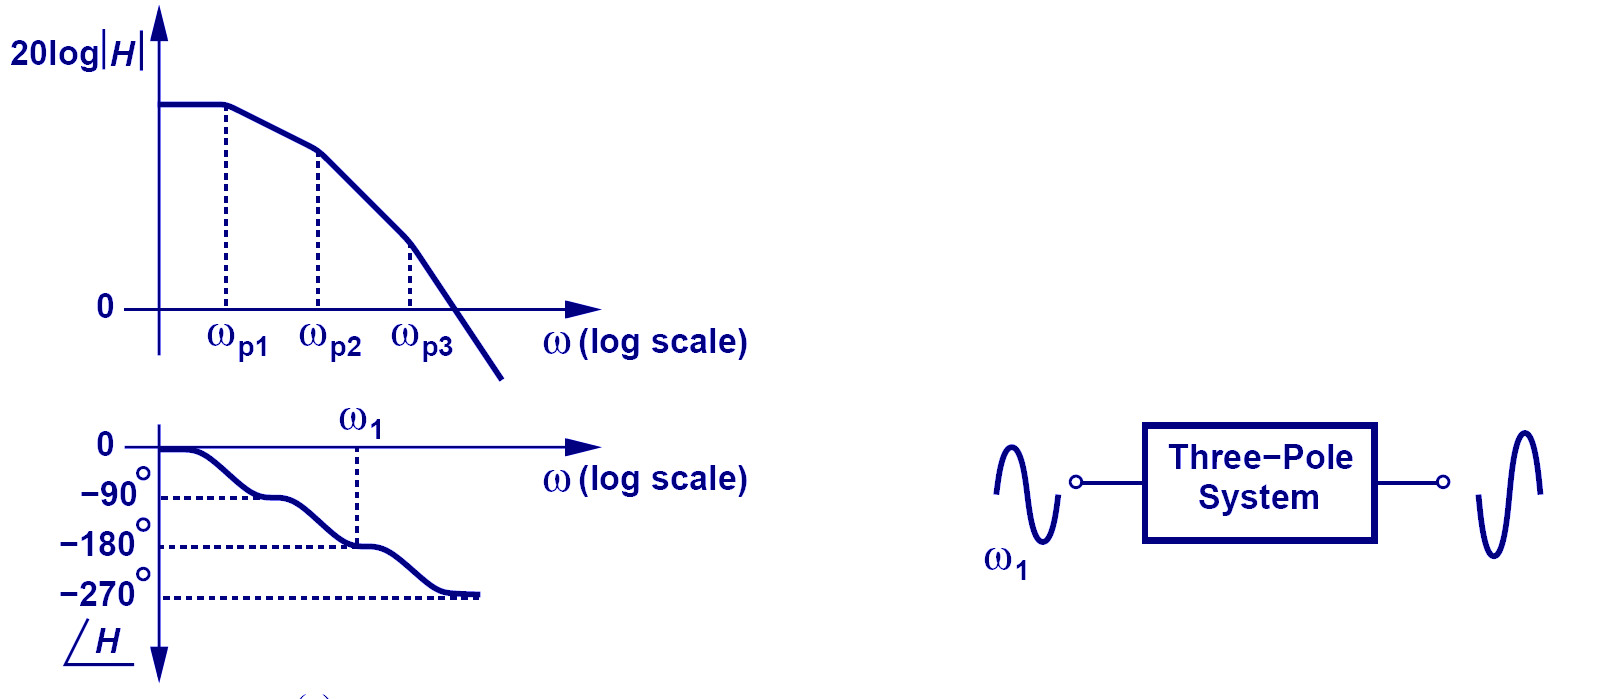 20log|H|
0
ωp1 ωp2 ωp3 ω (log scale)
ω1
0
ω (log scale)
−90°
−180°
−270°
∠H
Three−Pole
System
ω1